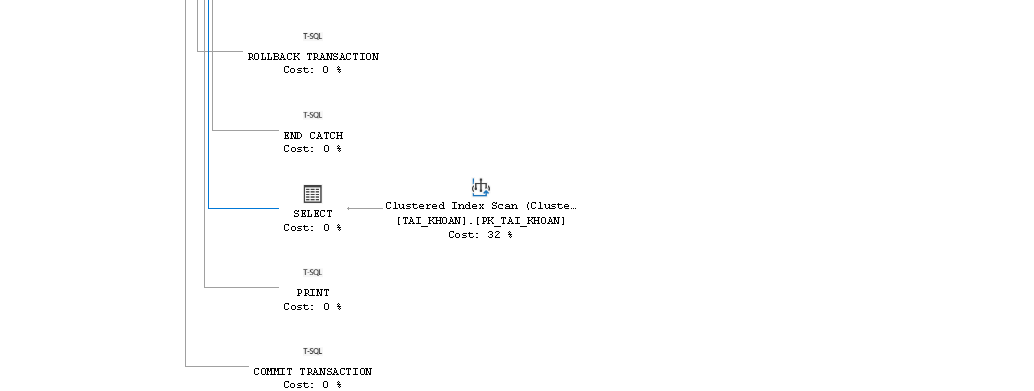 T-SQL
ROLLBACK TRANSACTION
Cost: 0 %
T-SQL
END CATCH
Cost: 0 %
SELECT
Cost: 0 %
Clustered Index Scan (Cluste…
[TAI_KHOAN].[PK_TAI_KHOAN]
Cost: 32 %
T-SQL
PRINT
Cost: 0 %
T-SQL
COMMIT TRANSACTION
Cost: 0 %